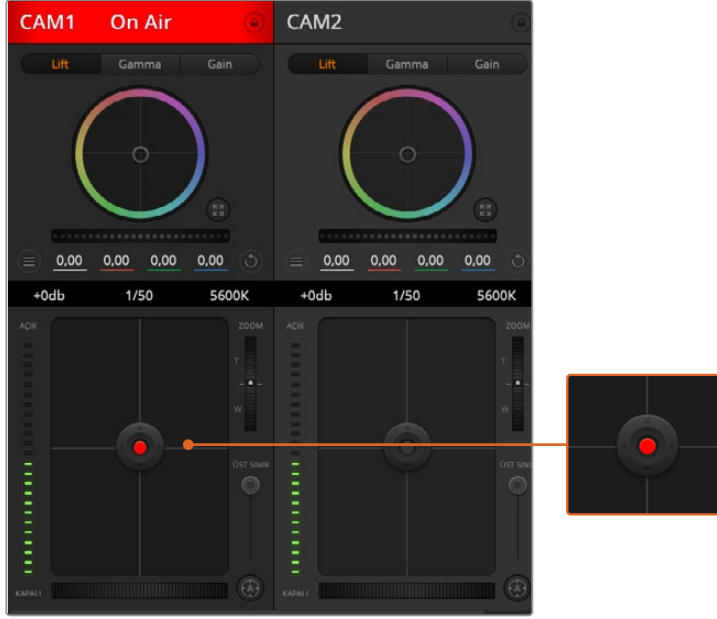 CAM1 On Air CAM2
Lift Gamma Gain Lift Gamma Gain
0,00 0,00 0,00 0,00 0,00 0,00 0,00 0,00
+0db 1/50 5600K +0db 1/50 5600K
AÇIK ZOOM AÇIK ZOOM
T T
W W
ÜST SINIR ÜST SINI
KAPALI A KAPALI A